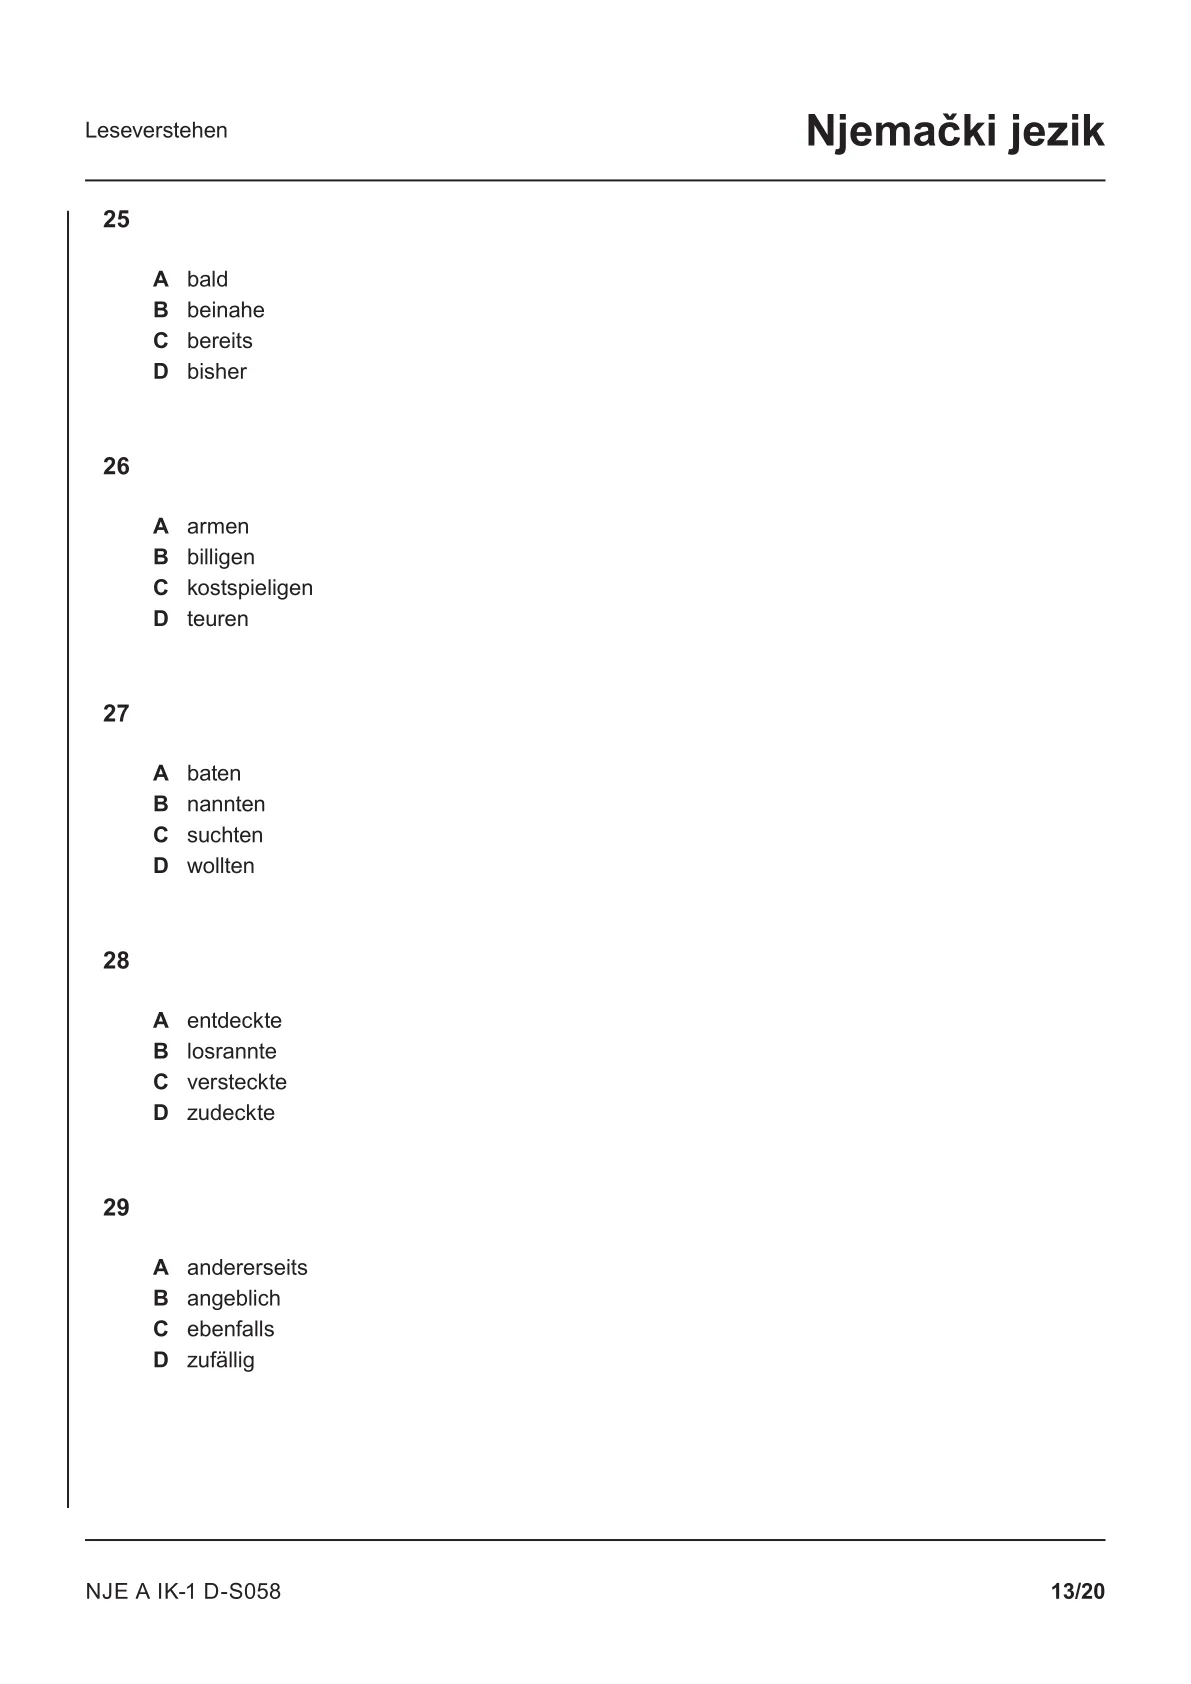 Leseverstehen
Njemački jezik
25
A bald
B beinahe
C bereits
D bisher
26
A armen
B billigen
C kostspieligen
D teuren
27
A baten
B nannten
C suchten
D wollten
28
A entdeckte
B losrannte
C versteckte
D zudeckte
29
A andererseits
B angeblich
C ebenfalls
D zufällig
NJE A IK-1 D-S058
13/20